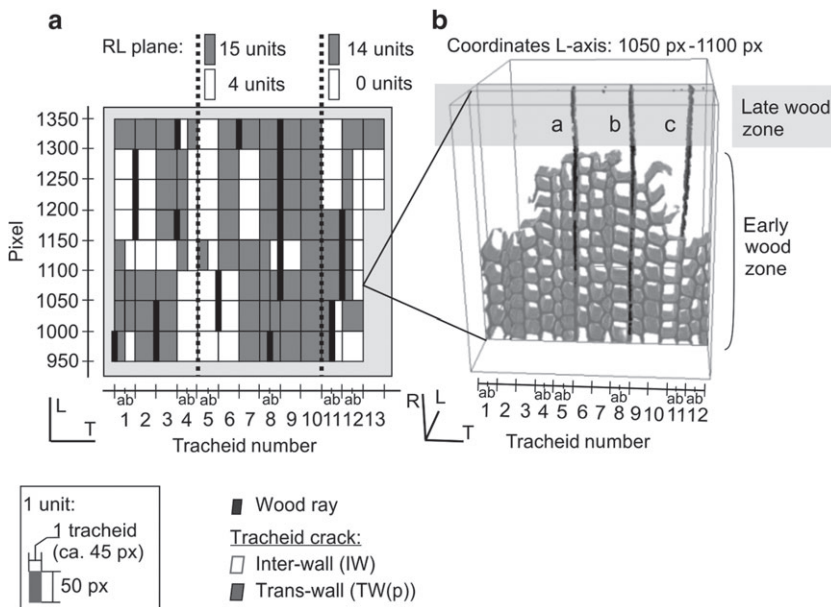 a
RL plane:
15 units
14 units
4 units
0 units
1350
1300
1250
1200
1150
1100
1050
1000
950
Pixel
ab ab ab ab ab
1 2 3 4 5 6 7 8 9 10 11 12 13
Tracheid number
L
T
b
Coordinates L-axis: 1050 px -1100 px
a b c
Late wood
zone
Early
wood
zone
R L
T
ab ab ab ab ab ab
1 2 3 4 5 6 7 8 9 10 11 12
Tracheid number
1 unit:
1 tracheid
(ca. 45 px)
50 px
Wood ray
Tracheid crack:
Inter-wall (IW)
Trans-wall (TW(p))